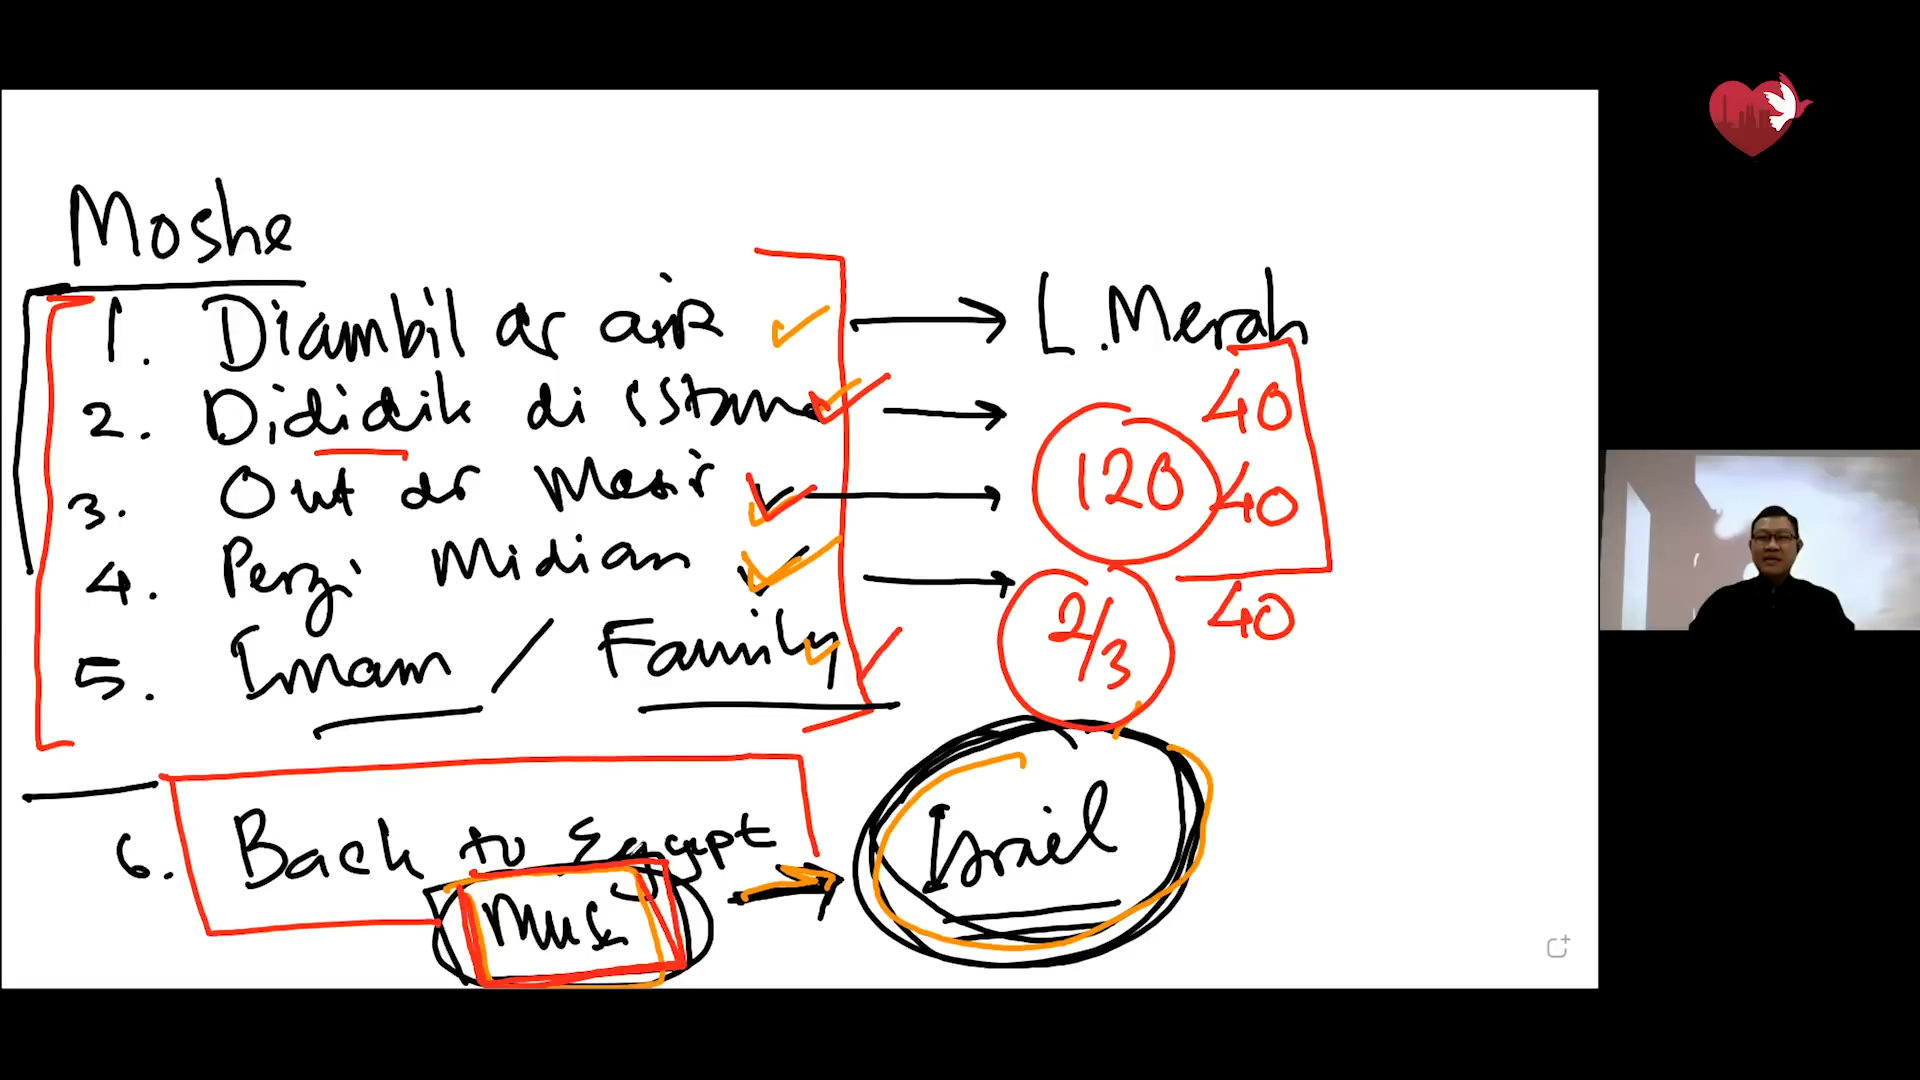 Moshe
1. Diambil dr air → L. Merah
2. Dididik di istana → 40
3. Out dr Mesir → 120 40
4. Pergi Midian → 2/3 40
5. Imam / Family
6. Back to Egypt
→ Israel